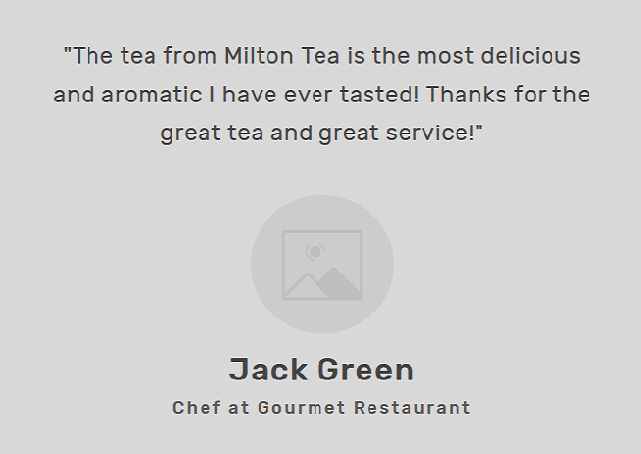 "The tea from Milton Tea is the most delicious
and aromatic I have ever tasted! Thanks for the
great tea and great service!"
Jack Green
Chef at Gourmet Restaurant